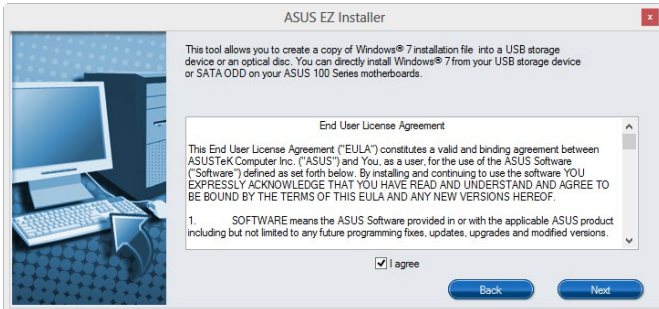 ASUS EZ Installer
x
This tool allows you to create a copy of Windows® 7 installation file into a USB storage
device or an optical disc. You can directly install Windows® 7 from your USB storage device
or SATA ODD on your ASUS 100 Series motherboards.
End User License Agreement
This End User License Agreement ("EULA") constitutes a valid and binding agreement between
ASUSTeK Computer Inc. ("ASUS") and You, as a user, for the use of the ASUS Software
("Software") defined as set forth below. By installing and continuing to use the software YOU
EXPRESSLY ACKNOWLEDGE THAT YOU HAVE READ AND UNDERSTAND AND AGREE TO
BE BOUND BY THE TERMS OF THIS EULA AND ANY NEW VERSIONS HEREOF.
1. SOFTWARE means the ASUS Software provided in or with the applicable ASUS product
including but not limited to any future programming fixes, updates, upgrades and modified versions.
I agree
Back Next